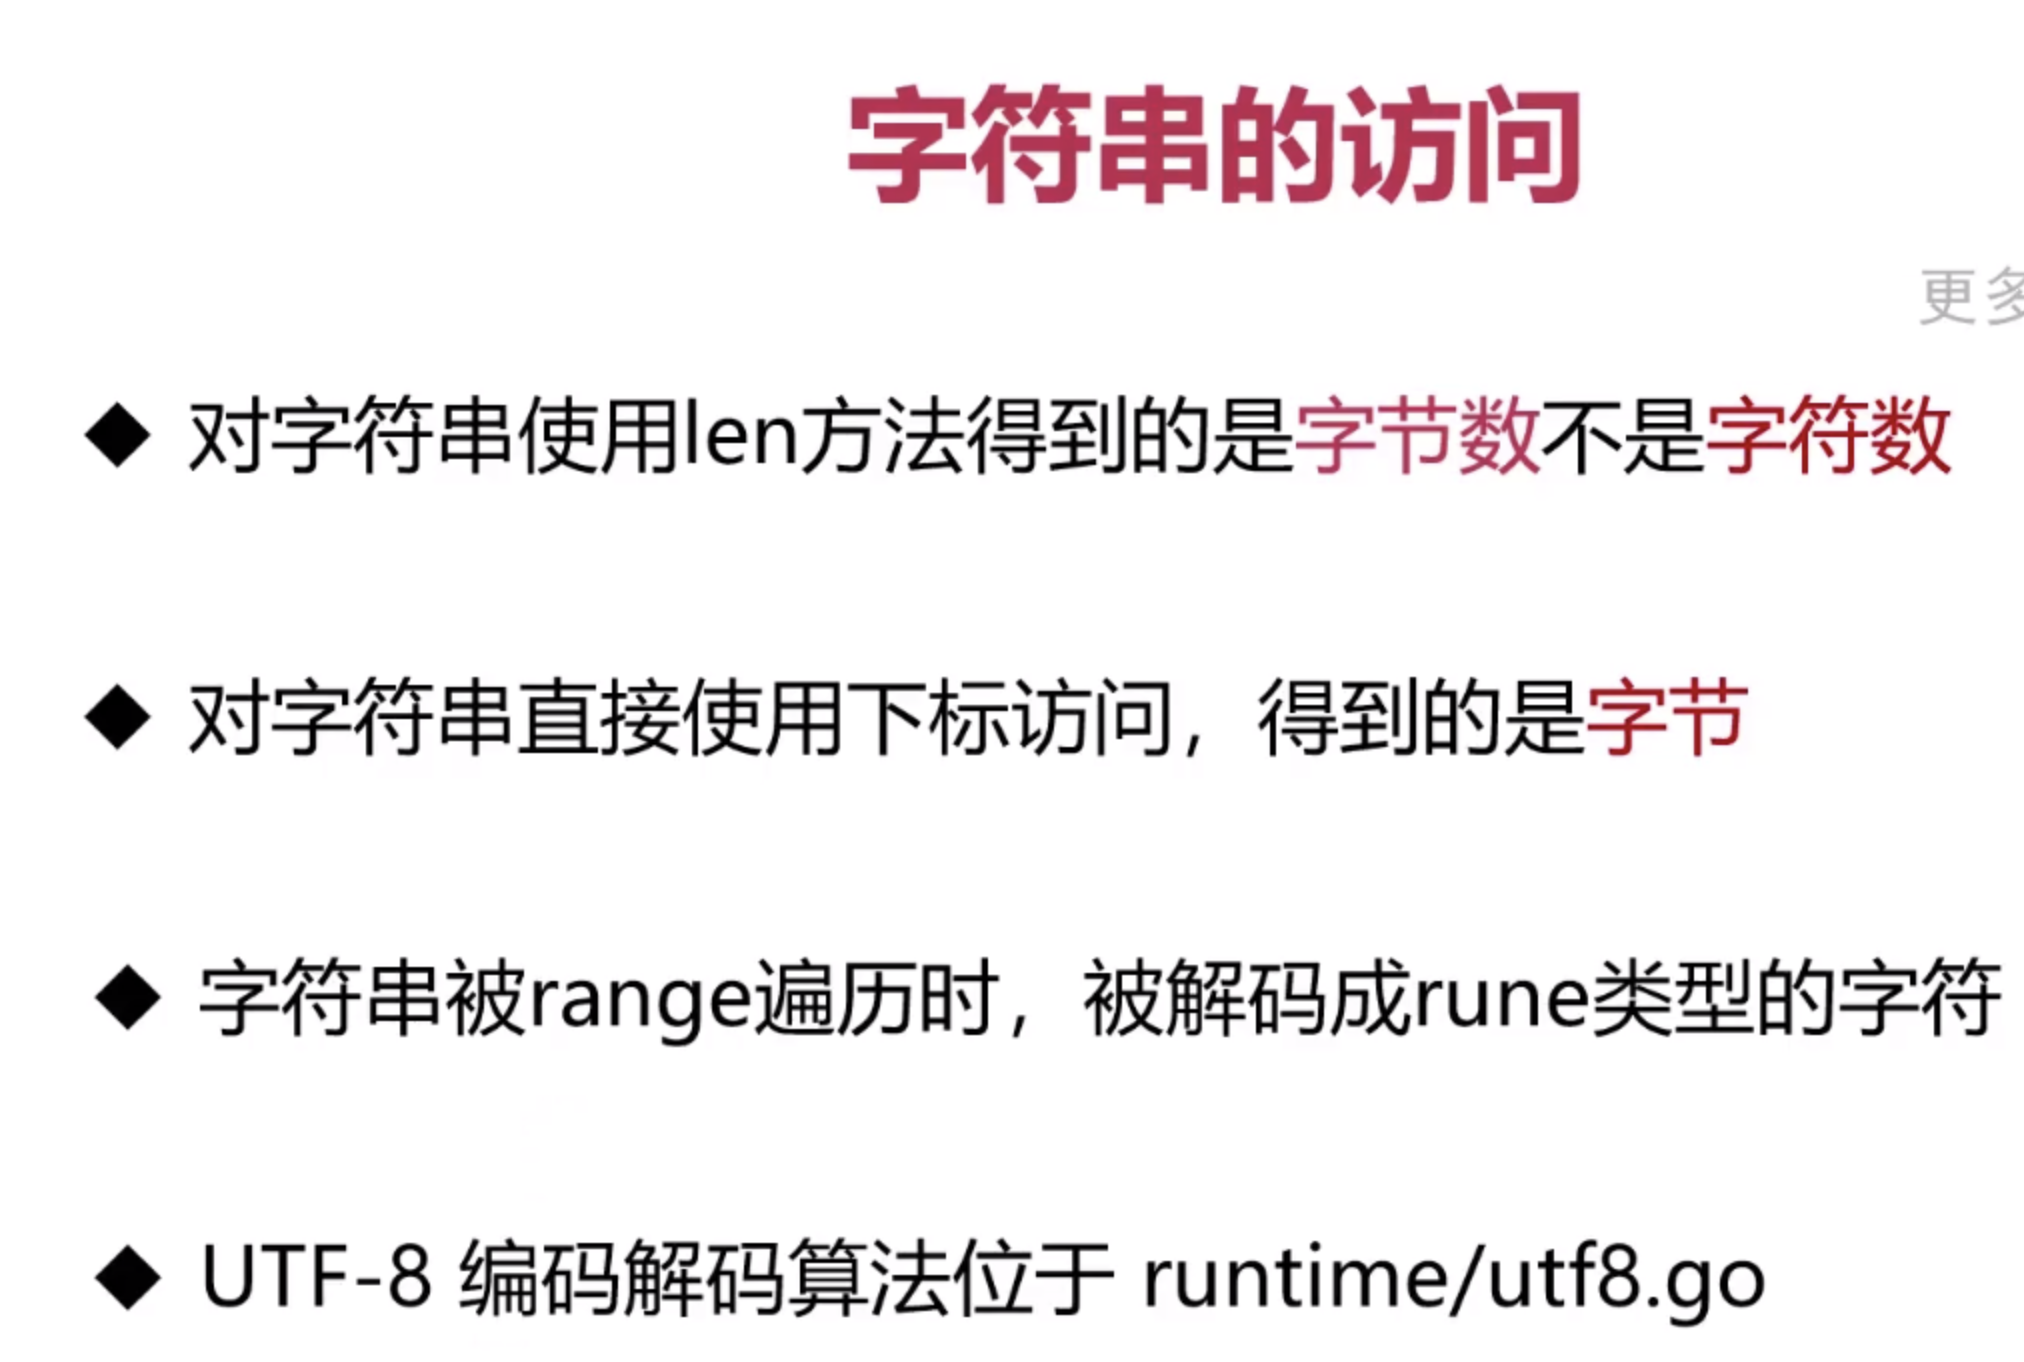 字符串的访问
更多
◆ 对字符串使用len方法得到的是字节数不是字符数
◆ 对字符串直接使用下标访问，得到的是字节
◆ 字符串被range遍历时，被解码成rune类型的字符
◆ UTF-8 编码解码算法位于 runtime/utf8.go